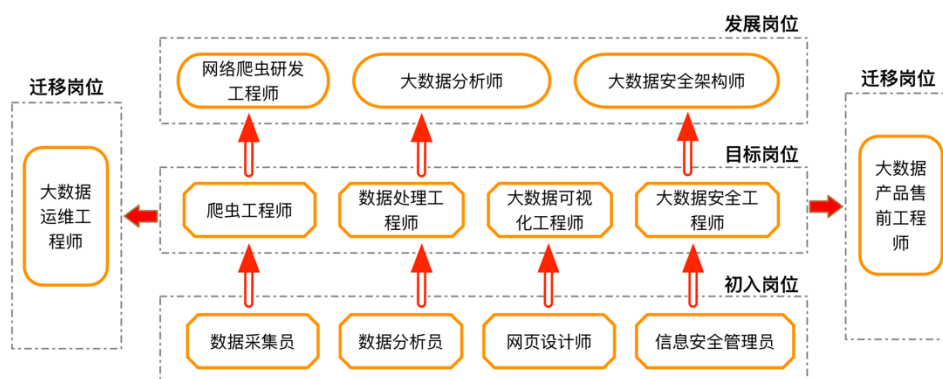 发展岗位
网络爬虫研发
工程师
大数据分析师
大数据安全架构师
迁移岗位
大数据
运维工
程师
目标岗位
爬虫工程师
数据处理工
程师
大数据可视
化工程师
大数据安全工
程师
迁移岗位
大数据
产品售
前工程
师
初入岗位
数据采集员
数据分析员
网页设计师
信息安全管理员